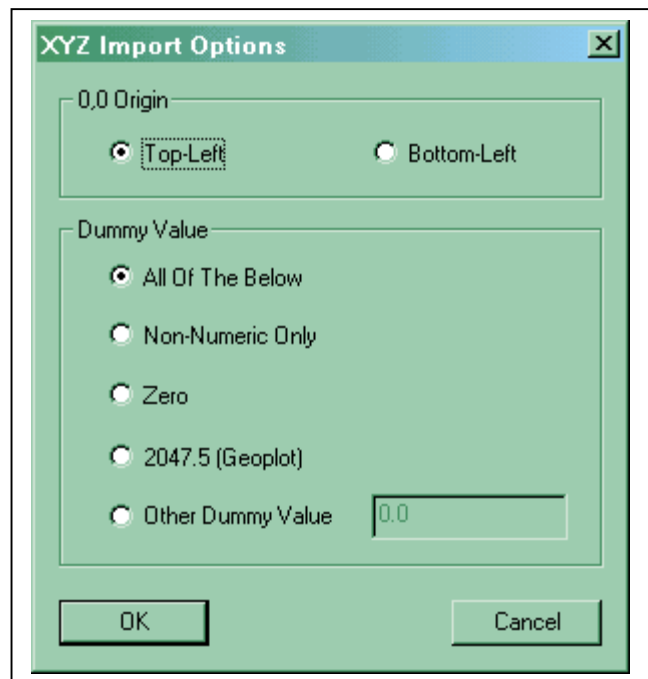 XYZ Import Options
0,0 Origin
Top-Left Bottom-Left
Dummy Value
All Of The Below
Non-Numeric Only
Zero
2047.5 (Geoplot)
Other Dummy Value 0.0
OK Cancel